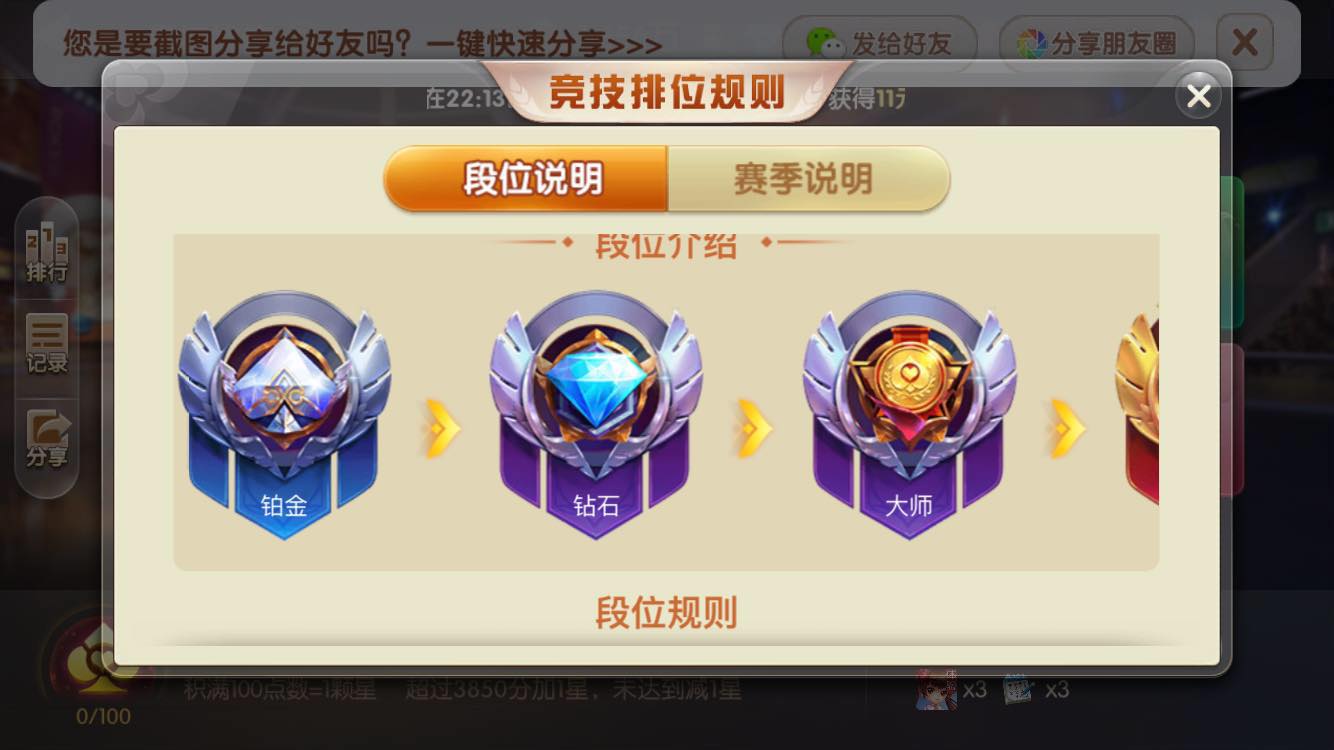 您是要截图分享给好友吗？一键快速分享>>>
发给好友
分享朋友圈
在22:13
竞技排位规则
获得11
段位说明
赛季说明
段位介绍
排行
记录
分享
铂金
钻石
大师
段位规则
积满100点数=1颗星
超过3850分加1星，未达到减1星
x3
x3
0/100